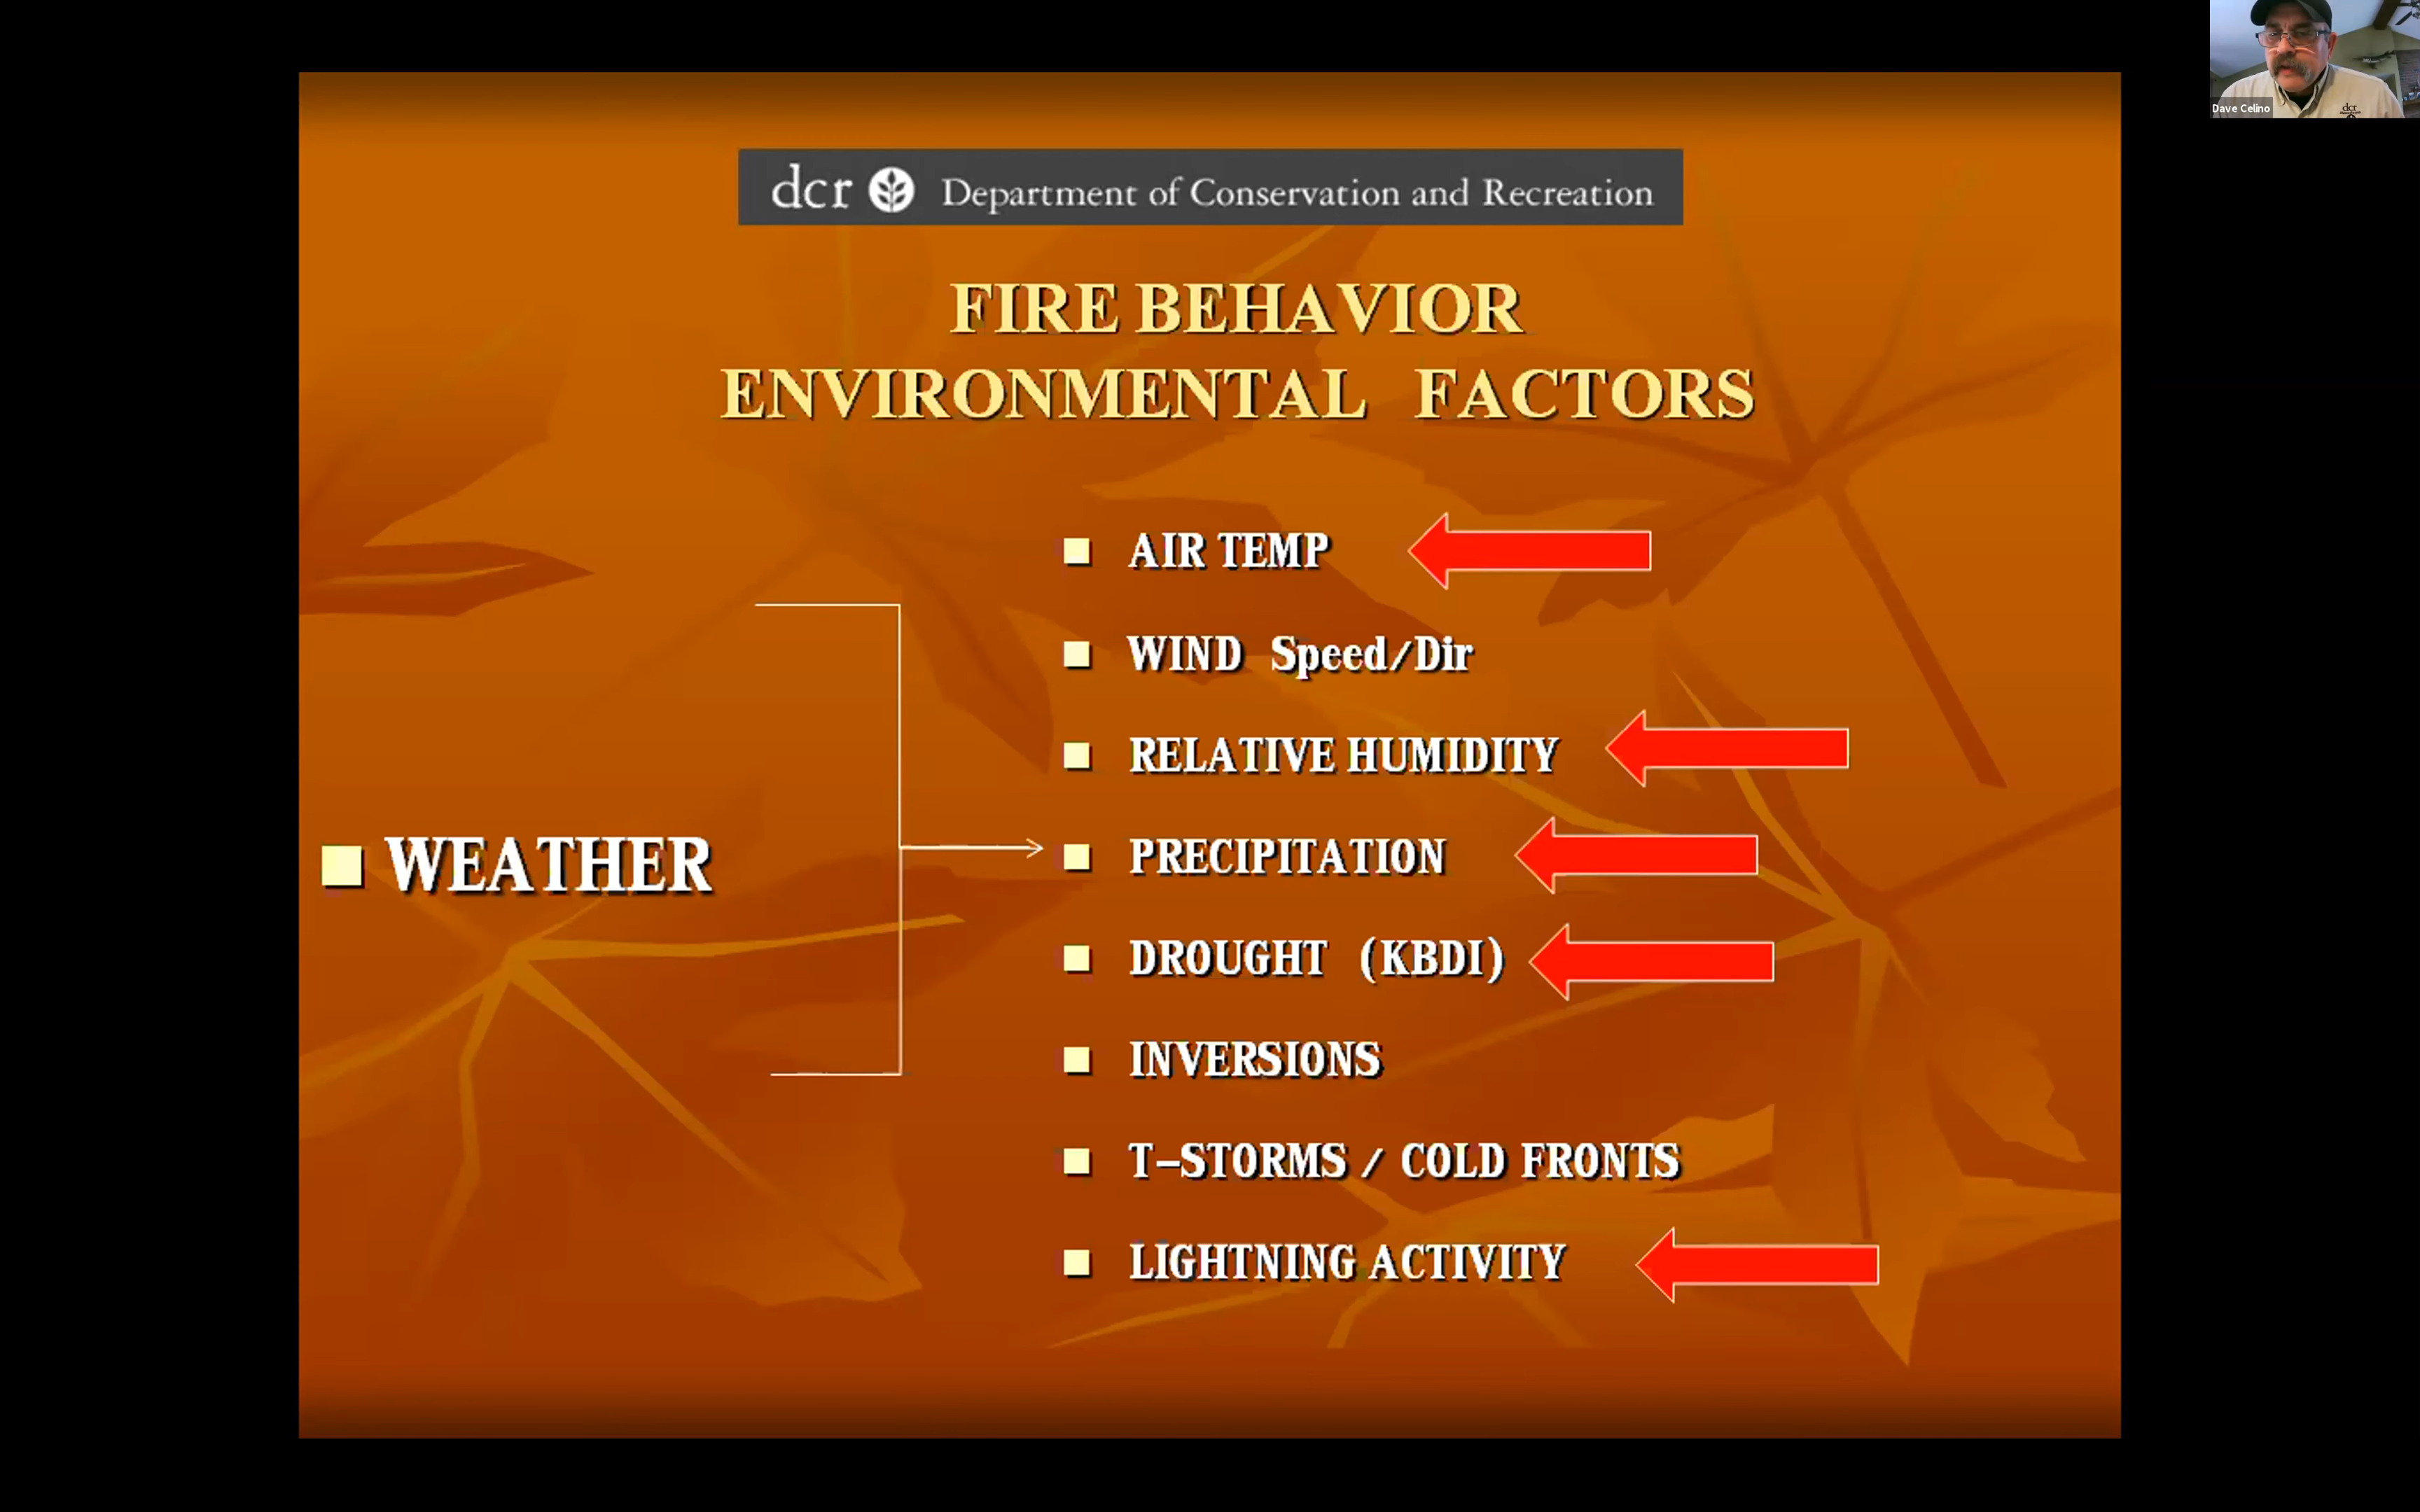 dcr Department of Conservation and Recreation
FIRE BEHAVIOR
ENVIRONMENTAL FACTORS
WEATHER
AIR TEMP
WIND Speed/Dir
RELATIVE HUMIDITY
PRECIPITATION
DROUGHT (KBDI)
INVERSIONS
T-STORMS / COLD FRONTS
LIGHTNING ACTIVITY
Dave Celino
dcr